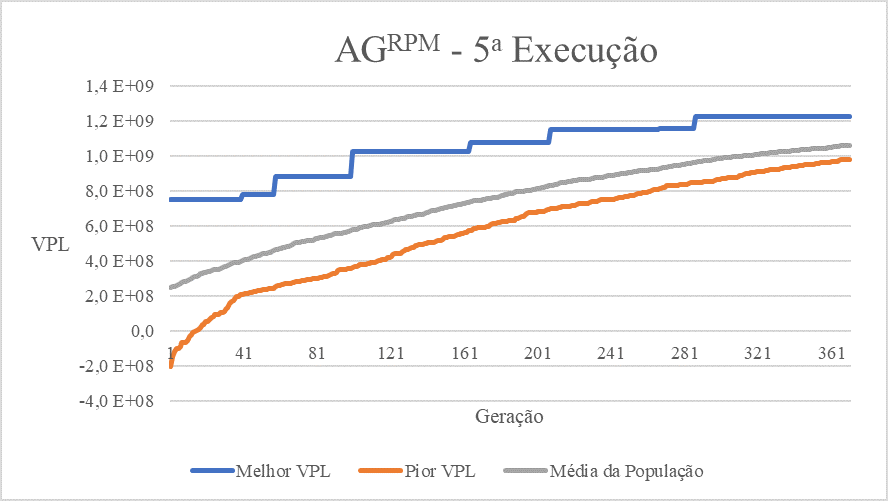 AGRPM - 5ª Execução
1,4 E+09
1,2 E+09
1,0 E+09
8,0 E+08
6,0 E+08
VPL
4,0 E+08
2,0 E+08
0,0
1 41 81 121 161 201 241 281 321 361
-2,0 E+08
-4,0 E+08
Geração
Melhor VPL Pior VPL Média da População